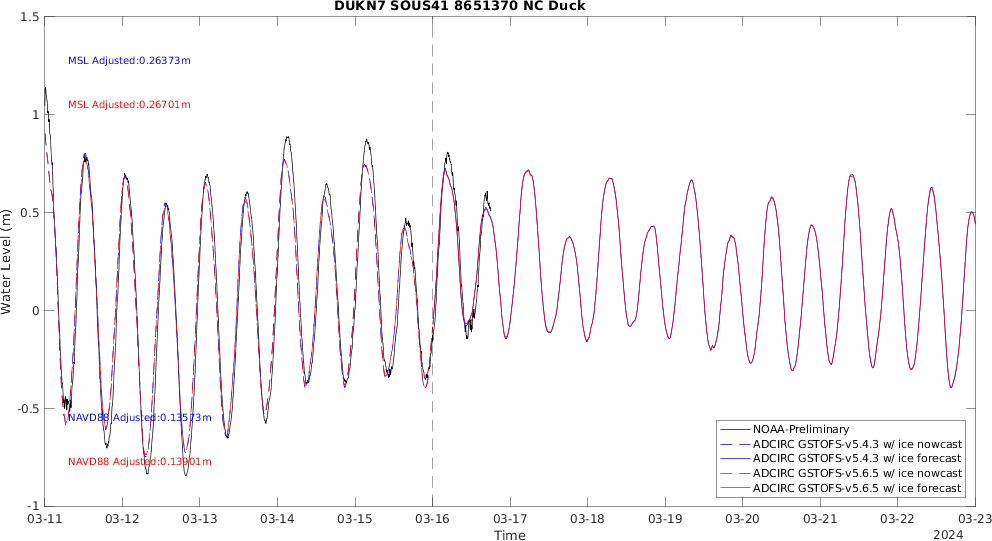 DUKN7 SOUS41 8651370 NC Duck
1.5
MSL Adjusted:0.26373m
MSL Adjusted:0.26701m
1
0.5
Water Level (m)
0
-0.5
NAVD88 Adjusted:0.13573m
NAVD88 Adjusted:0.13901m
-1
NOAA-Preliminary
ADCIRC GSTOFS-v5.4.3 w/ ice nowcast
ADCIRC GSTOFS-v5.4.3 w/ ice forecast
ADCIRC GSTOFS-v5.6.5 w/ ice nowcast
ADCIRC GSTOFS-v5.6.5 w/ ice forecast
03-11 03-12 03-13 03-14 03-15 03-16 03-17 03-18 03-19 03-20 03-21 03-22 03-23
Time
2024